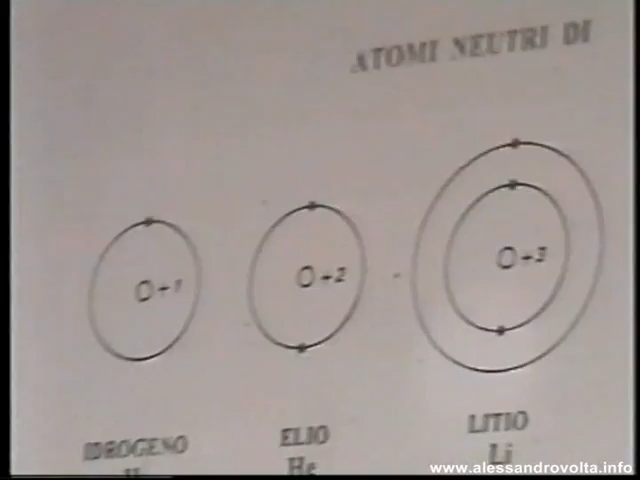 ATOMI NEUTRI DI
+1
+2
+3
IDROGENO
ELIO
He
LITIO
Li
www.alessandrovolta.info